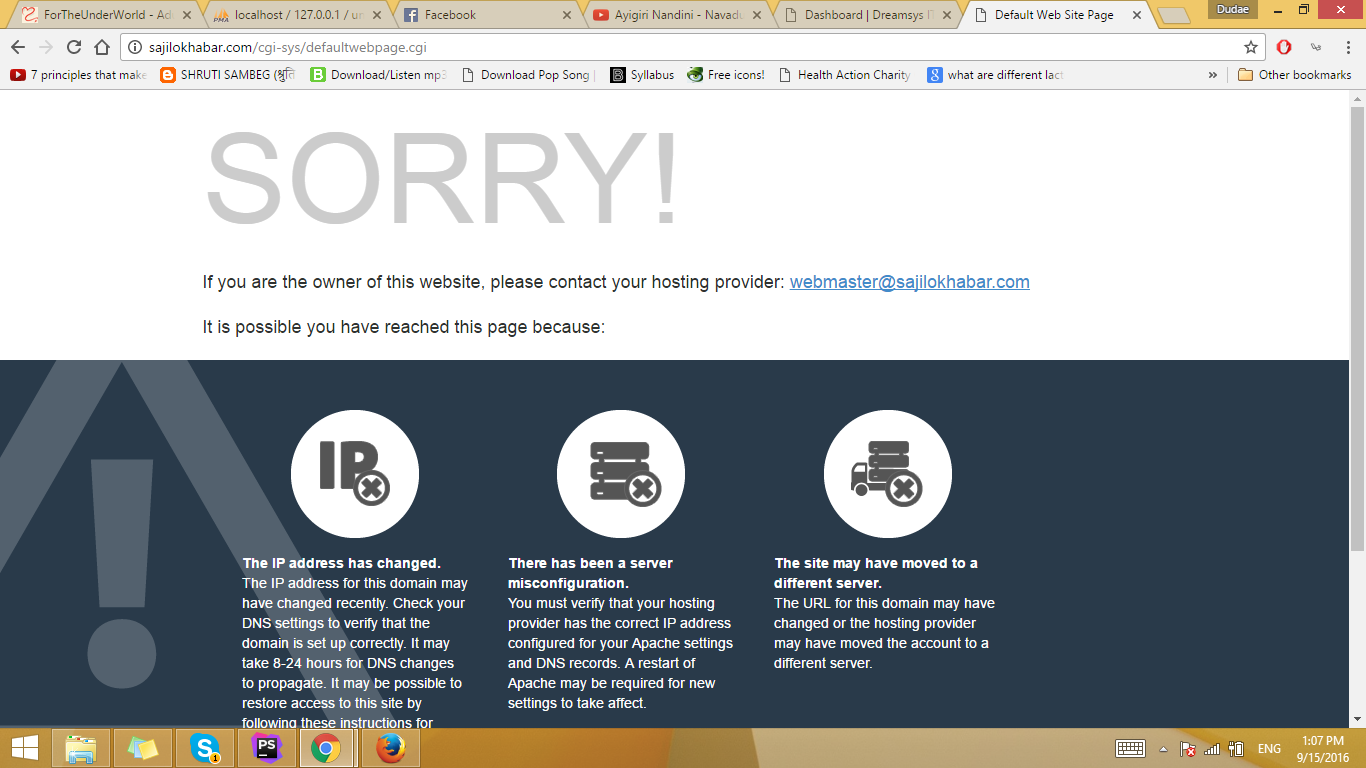 Dudae
ForTheUnderWorld - Ad
localhost / 127.0.0.1 / un
Facebook
Ayigiri Nandini - Navadu
Dashboard | Dreamsys IT
Default Web Site Page
sajilokhabar.com/cgi-sys/defaultwebpage.cgi
7 principles that make
SHRUTI SAMBEG (श्रुति
Download/Listen mp3
Download Pop Song |
Syllabus
Free icons!
Health Action Charity
what are different lact
»
Other bookmarks
SORRY!
If you are the owner of this website, please contact your hosting provider: webmaster@sajilokhabar.com
It is possible you have reached this page because:
IP
The IP address has changed.
The IP address for this domain may
have changed recently. Check your
DNS settings to verify that the
domain is set up correctly. It may
take 8-24 hours for DNS changes
to propagate. It may be possible to
restore access to this site by
following these instructions for
There has been a server
misconfiguration.
You must verify that your hosting
provider has the correct IP address
configured for your Apache settings
and DNS records. A restart of
Apache may be required for new
settings to take affect.
The site may have moved to a
different server.
The URL for this domain may have
changed or the hosting provider
may have moved the account to a
different server.
S
1
PS
ENG
1:07 PM
9/15/2016